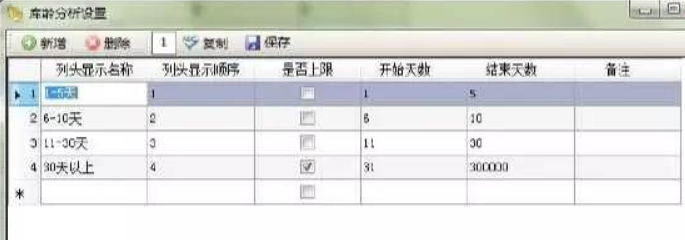 库龄分析设置
新增 删除 1 复制 保存
列头显示名称 列头显示顺序 是否上限 开始天数 结束天数 备注
1 1-5天 1 1 5
2 6-10天 2 6 10
3 11-30天 3 11 30
4 30天以上 4 31 300000